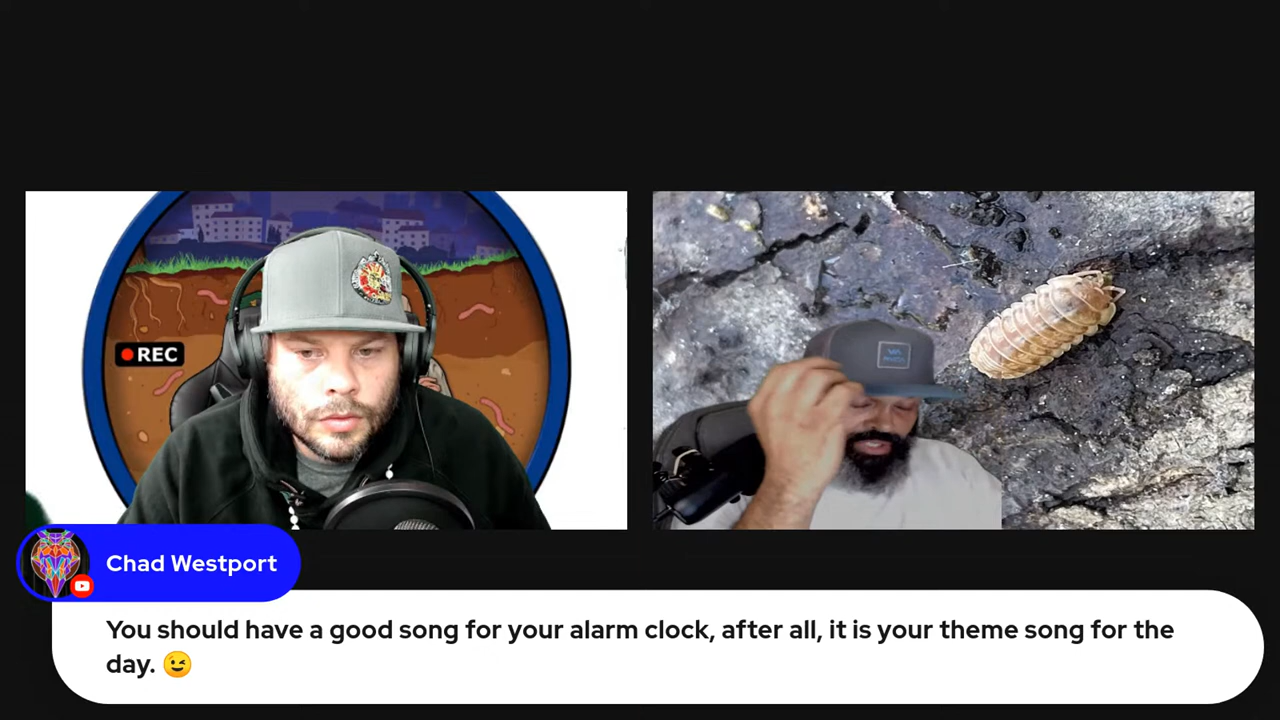 REC
Chad Westport
You should have a good song for your alarm clock, after all, it is your theme song for the
day. 😉